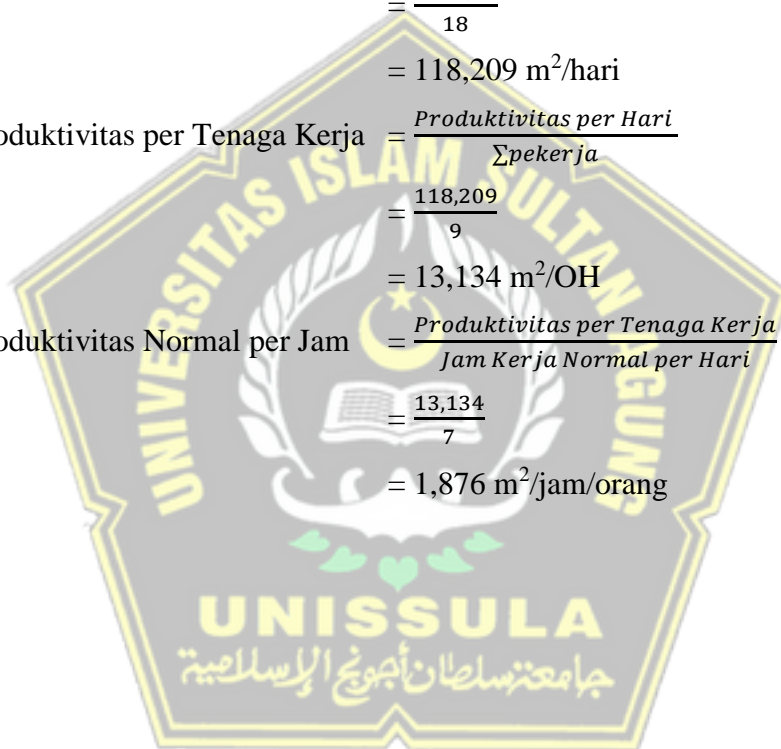 =
18
= 118,209 m²/hari
oduktivitas per Tenaga Kerja = Produktivitas per Hari / ∑pekerja
= 118,209 / 9
= 13,134 m²/OH
oduktivitas Normal per Jam = Produktivitas per Tenaga Kerja / Jam Kerja Normal per Hari
= 13,134 / 7
= 1,876 m²/jam/orang
UNIVERSITAS ISLAM SULTAN AGUNG
UNISSULA
جامعتنسلطان أجونج الإسلامية